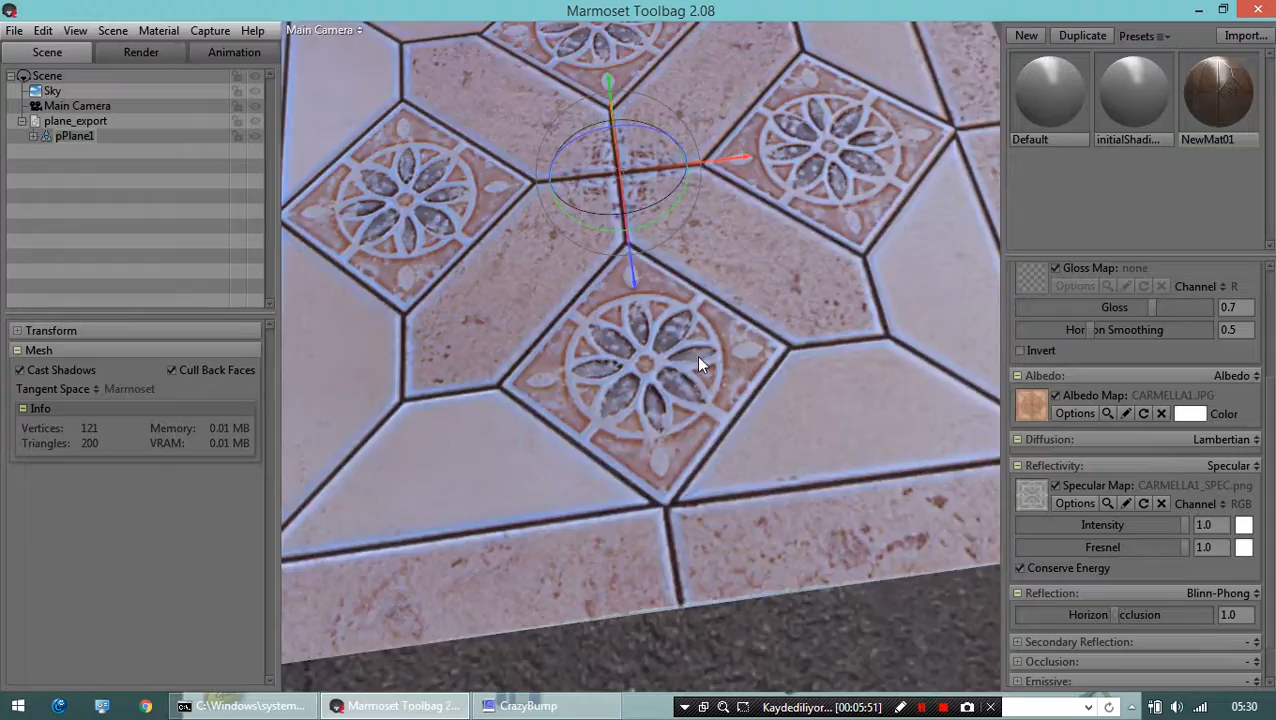 Marmoset Toolbag 2.08
File Edit View Scene Material Capture Help
Main Camera
New Duplicate Presets Import...
Scene Render Animation
Scene
Sky
Main Camera
plane_export
pPlane1
Default initialShadi... NewMat01
Transform
Mesh
Cast Shadows Cull Back Faces
Tangent Space Marmoset
Info
Vertices: 121 Memory: 0.01 MB
Triangles: 200 VRAM: 0.01 MB
Gloss Map: none
Options Channel R
Gloss 0.7
Smoothing 0.5
Invert
Albedo: Albedo
Albedo Map: CARMELLA1.JPG
Options Color
Diffusion: Lambertian
Reflectivity: Specular
Specular Map: CARMELLA1_SPEC.png
Options Channel RGB
Intensity 1.0
Fresnel 1.0
Conserve Energy
Reflection: Blinn-Phong
Horizon 1.0
Secondary Reflection: -
Occlusion: -
Emissive: -
C:\Windows\system... Marmoset Toolbag 2... CrazyBump Kaydediliyor... (00:05:51) 05:30